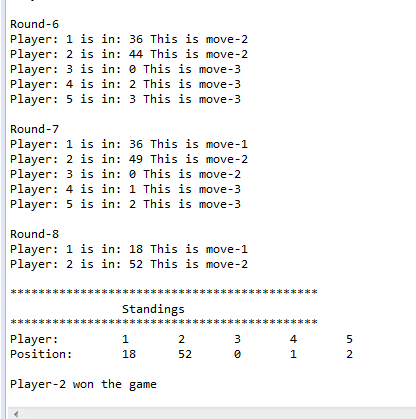 Round-6
Player: 1 is in: 36 This is move-2
Player: 2 is in: 44 This is move-2
Player: 3 is in: 0 This is move-3
Player: 4 is in: 2 This is move-3
Player: 5 is in: 3 This is move-3
Round-7
Player: 1 is in: 36 This is move-1
Player: 2 is in: 49 This is move-2
Player: 3 is in: 0 This is move-2
Player: 4 is in: 1 This is move-3
Player: 5 is in: 2 This is move-3
Round-8
Player: 1 is in: 18 This is move-1
Player: 2 is in: 52 This is move-2
********************************************
Standings
********************************************
Player: 1 2 3 4 5
Position: 18 52 0 1 2
Player-2 won the game